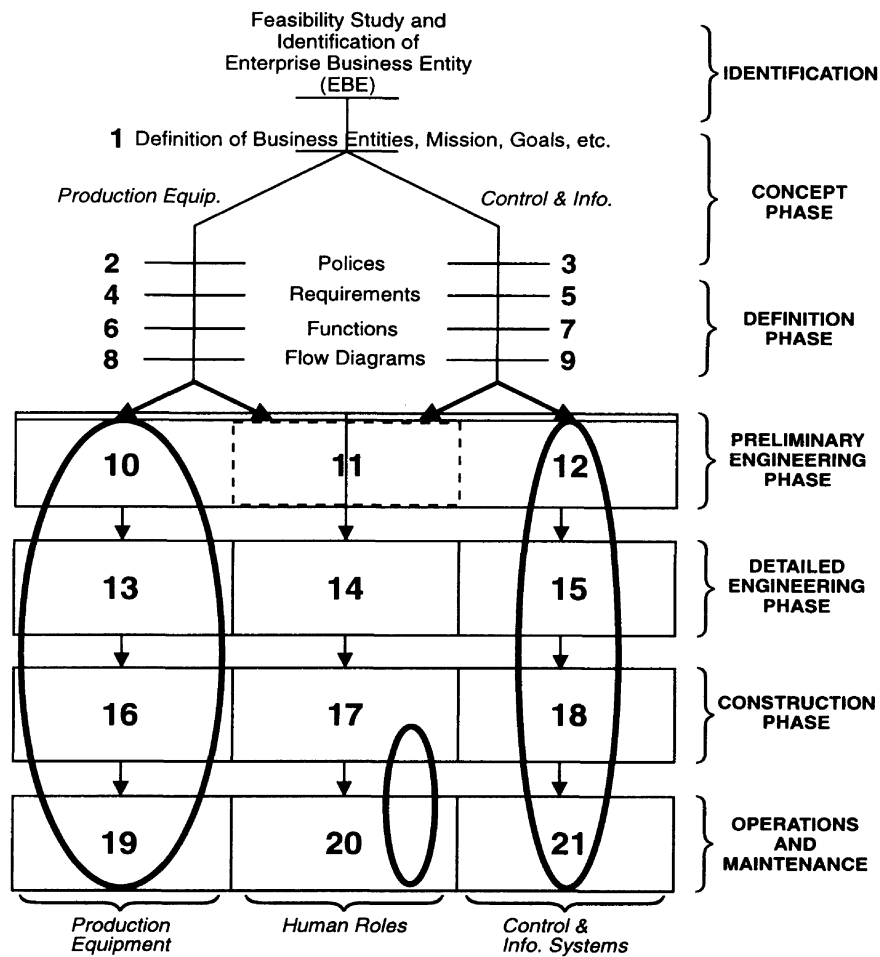 Feasibility Study and
Identification of
Enterprise Business Entity
(EBE)
IDENTIFICATION
1 Definition of Business Entities, Mission, Goals, etc.
Production Equip.
Control & Info.
CONCEPT
PHASE
2 Polices 3
4 Requirements 5
6 Functions 7
8 Flow Diagrams 9
DEFINITION
PHASE
10 11 12
PRELIMINARY
ENGINEERING
PHASE
13 14 15
DETAILED
ENGINEERING
PHASE
16 17 18
CONSTRUCTION
PHASE
19 20 21
OPERATIONS
AND
MAINTENANCE
Production
Equipment
Human Roles
Control &
Info. Systems